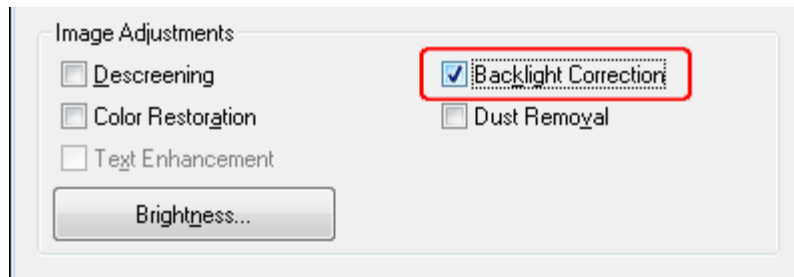 Image Adjustments
Descreening
Backlight Correction
Color Restoration
Dust Removal
Text Enhancement
Brightness...